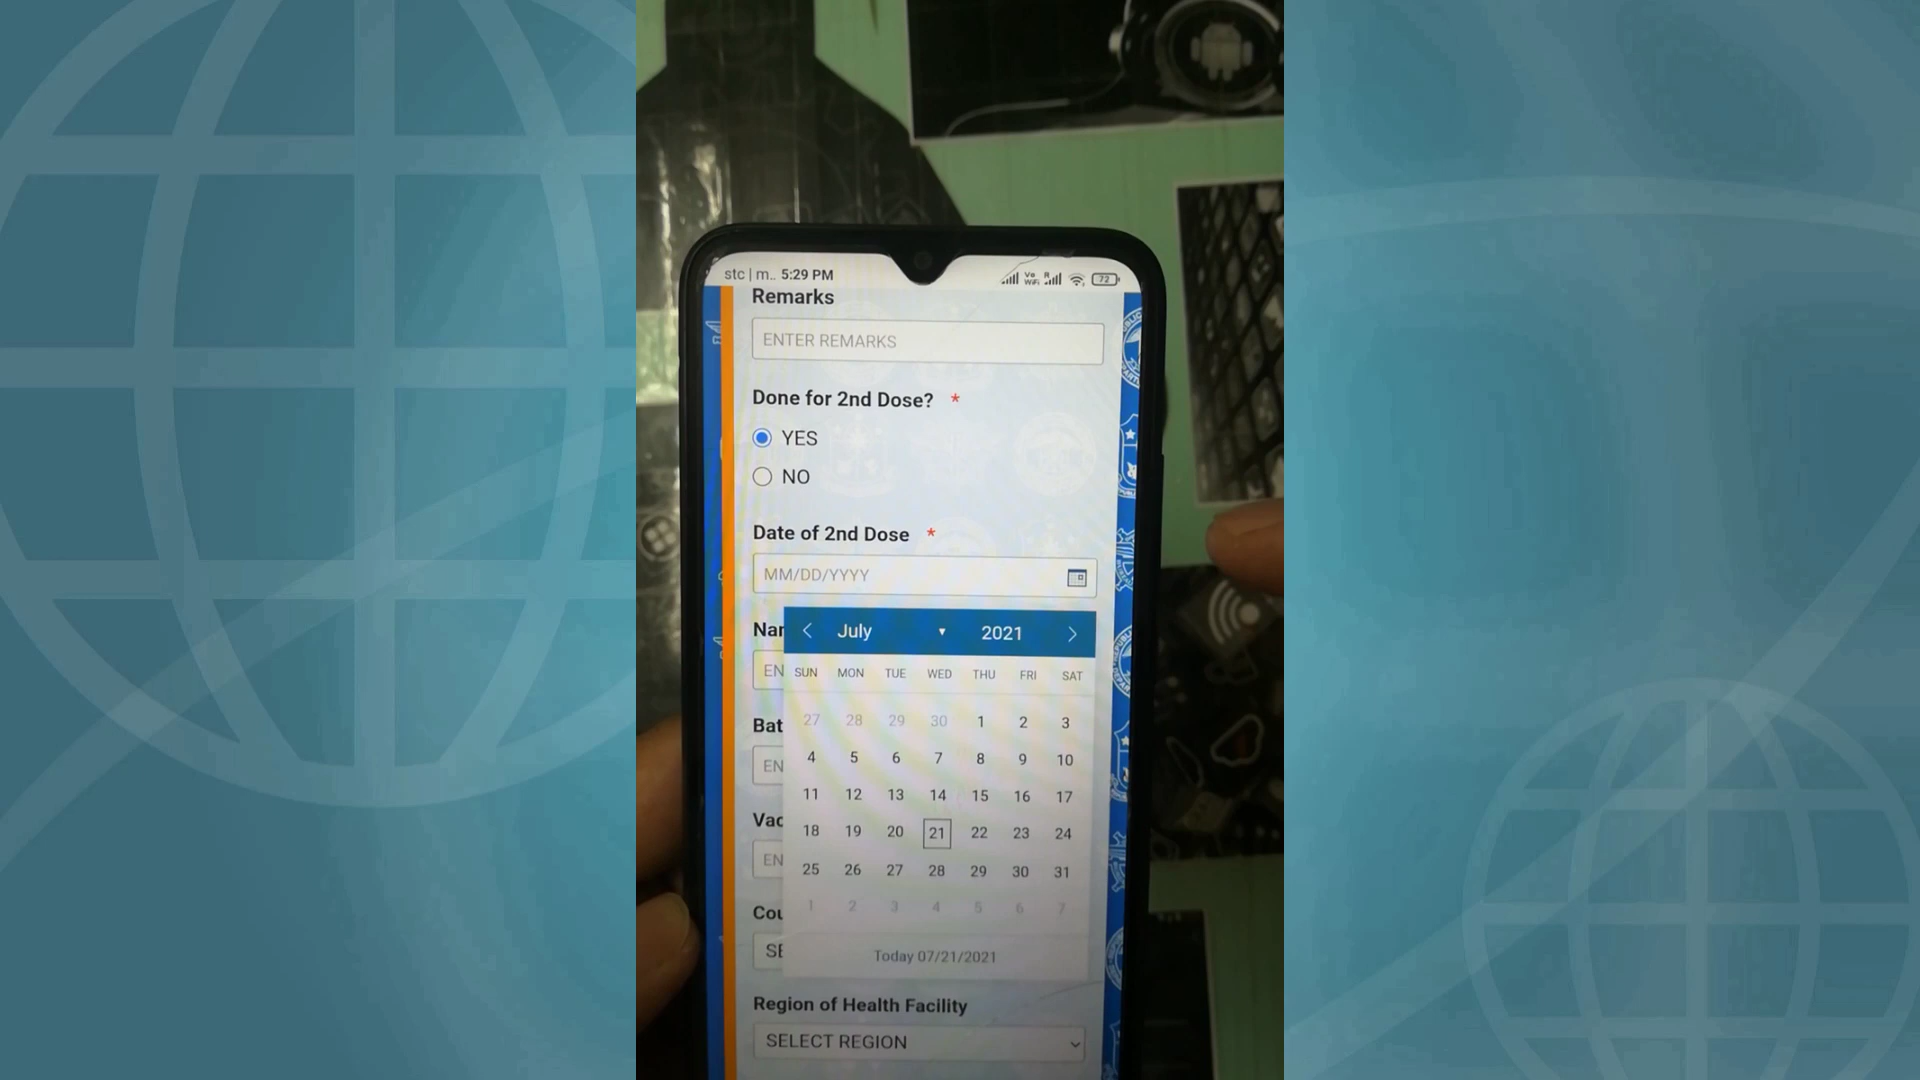 stc | m.. 5:29 PM
Vo
WiFi
R
72
Remarks
ENTER REMARKS
Done for 2nd Dose? *
YES
NO
Date of 2nd Dose *
MM/DD/YYYY
Nar
July ▼ 2021
EN
SUN MON TUE WED THU FRI SAT
27 28 29 30 1 2 3
Bat
4 5 6 7 8 9 10
EN
11 12 13 14 15 16 17
Vac
18 19 20 21 22 23 24
EN
25 26 27 28 29 30 31
Cou
1 2 3 4 5 6 7
SE
Today 07/21/2021
Region of Health Facility
SELECT REGION